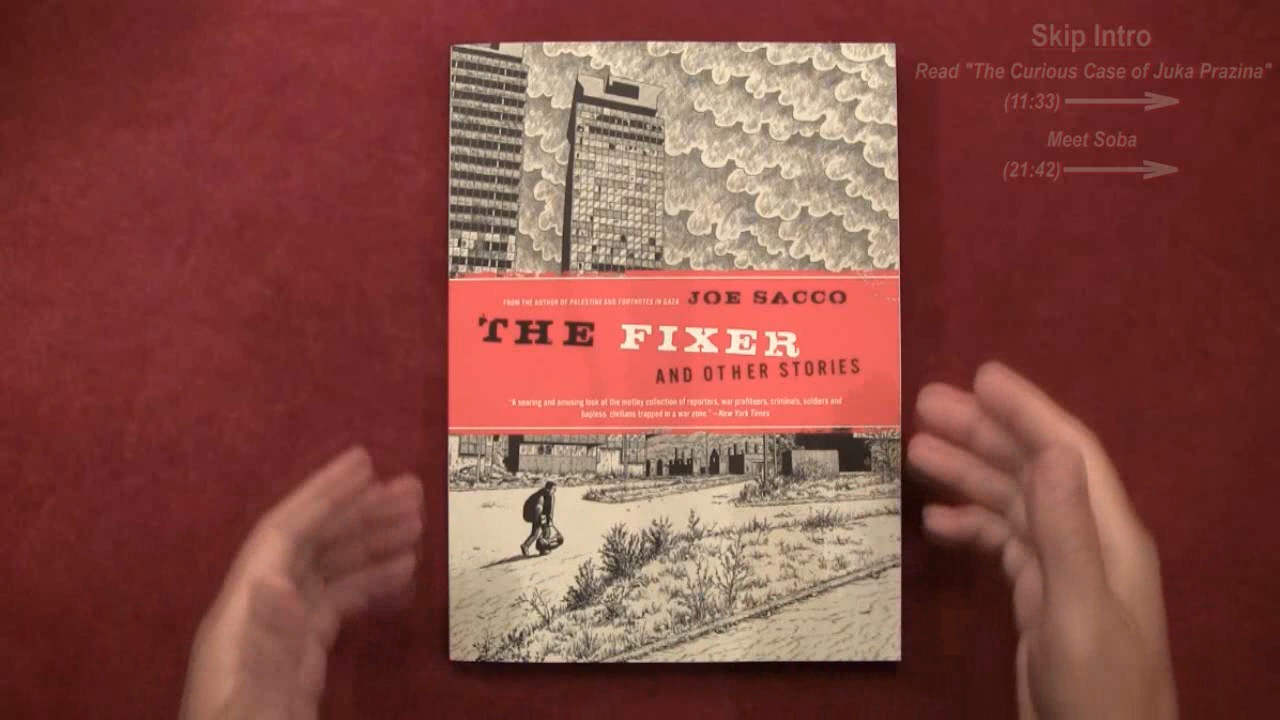 Skip Intro
Read "The Curious Case of Juka Prazina"
(11:33)
Meet Soba
(21:42)
FROM THE AUTHOR OF PALESTINE AND FOOTNOTES IN GAZA JOE SACCO
THE FIXER
AND OTHER STORIES
"A searing and amusing look at the motley collection of reporters, war profiteers, criminals, soldiers and
hapless civilians trapped in a war zone." —New York Times